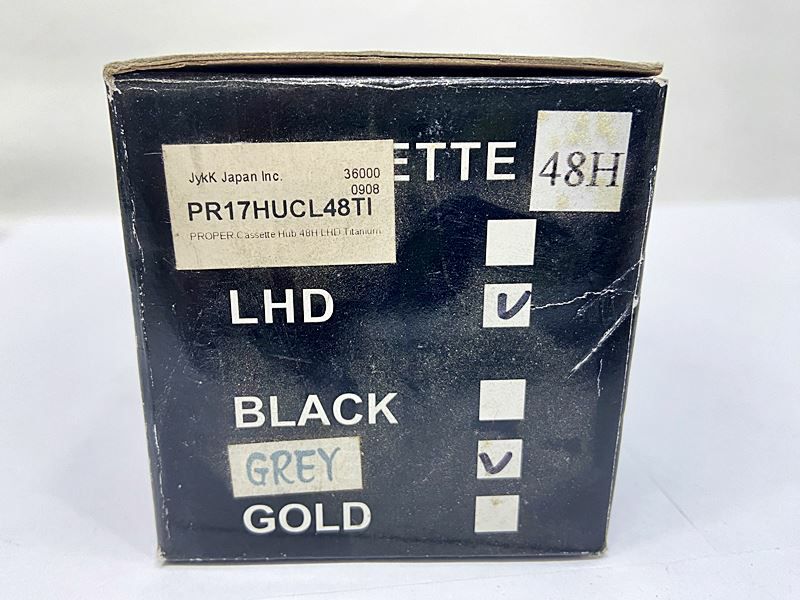 ETTE 48H
JykK Japan Inc. 36000
0908
PR17HUCL48TI
PROPER.Cassette Hub 48H LHD Titanium
LHD
BLACK
GREY
GOLD